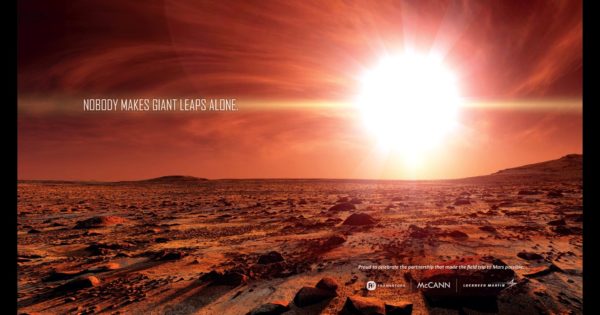 NOBODY MAKES GIANT LEAPS ALONE.
Proud to celebrate the partnership that made the field trip to Mars possible.
FRAMESTORE | McCANN | LOCKHEED MARTIN